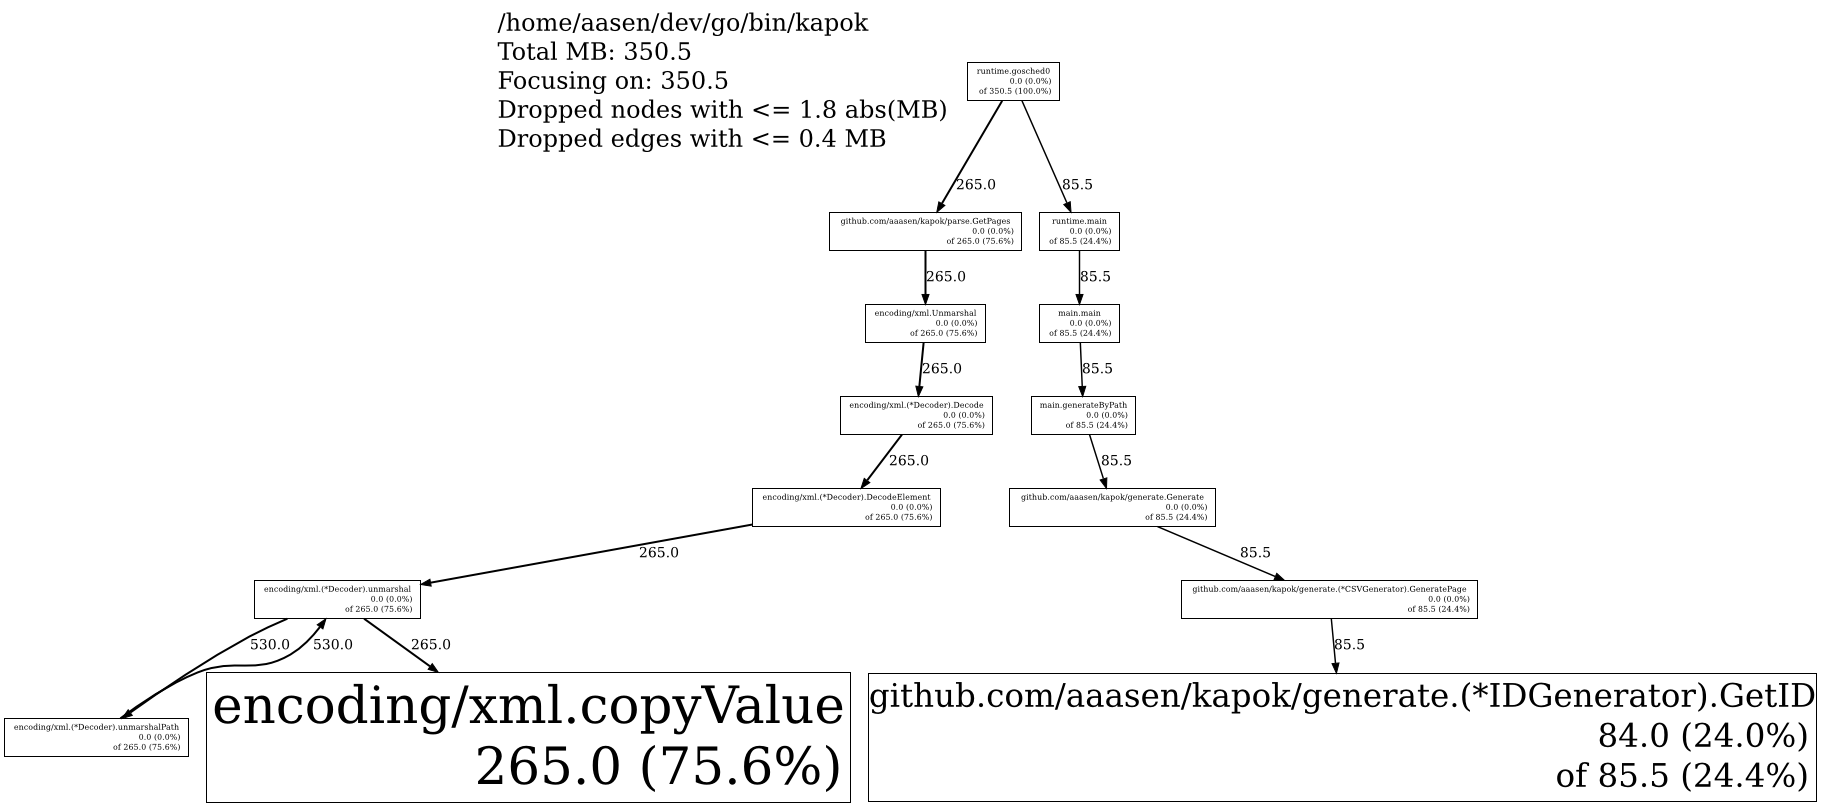 /home/aasen/dev/go/bin/kapok
Total MB: 350.5
Focusing on: 350.5
Dropped nodes with <= 1.8 abs(MB)
Dropped edges with <= 0.4 MB
runtime.gosched0
0.0 (0.0%)
of 350.5 (100.0%)
265.0
85.5
github.com/aaasen/kapok/parse.GetPages
0.0 (0.0%)
of 265.0 (75.6%)
runtime.main
0.0 (0.0%)
of 85.5 (24.4%)
265.0
85.5
encoding/xml.Unmarshal
0.0 (0.0%)
of 265.0 (75.6%)
main.main
0.0 (0.0%)
of 85.5 (24.4%)
265.0
85.5
encoding/xml.(*Decoder).Decode
0.0 (0.0%)
of 265.0 (75.6%)
main.generateByPath
0.0 (0.0%)
of 85.5 (24.4%)
265.0
85.5
encoding/xml.(*Decoder).DecodeElement
0.0 (0.0%)
of 265.0 (75.6%)
github.com/aaasen/kapok/generate.Generate
0.0 (0.0%)
of 85.5 (24.4%)
265.0
85.5
encoding/xml.(*Decoder).unmarshal
0.0 (0.0%)
of 265.0 (75.6%)
github.com/aaasen/kapok/generate.(*CSVGenerator).GeneratePage
0.0 (0.0%)
of 85.5 (24.4%)
530.0
530.0
265.0
85.5
encoding/xml.(*Decoder).unmarshalPath
0.0 (0.0%)
of 265.0 (75.6%)
encoding/xml.copyValue
265.0 (75.6%)
github.com/aaasen/kapok/generate.(*IDGenerator).GetID
84.0 (24.0%)
of 85.5 (24.4%)